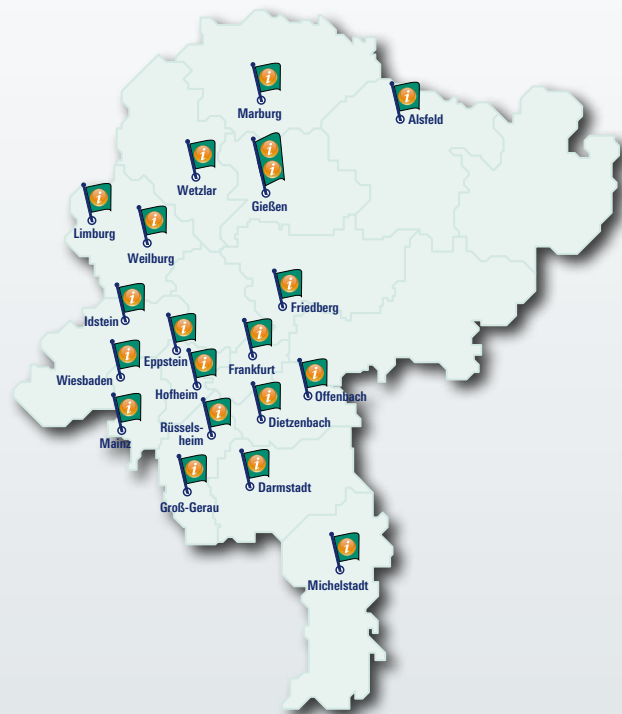 i
Marburg
i
Alsfeld
i
Wetzlar
i
i
Gießen
i
Limburg
i
Weilburg
i
Friedberg
i
Idstein
i
Eppstein
i
Frankfurt
i
Wiesbaden
i
Hofheim
i
Offenbach
i
Mainz
i
Rüssels-
heim
i
Dietzenbach
i
Groß-Gerau
i
Darmstadt
i
Michelstadt